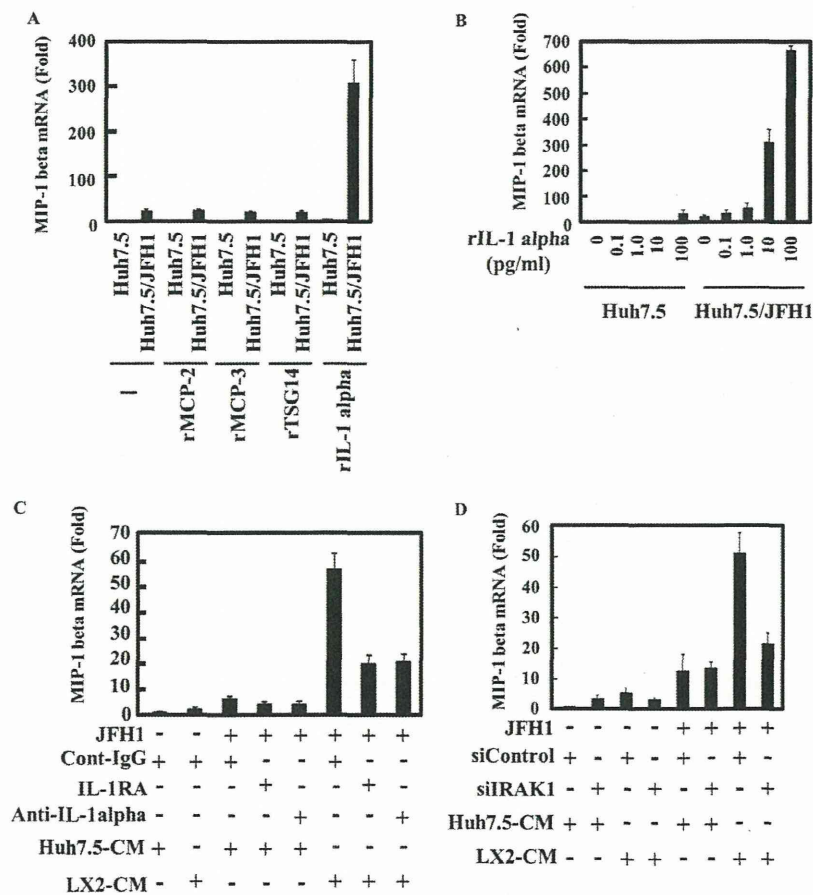 A
MIP-1 beta mRNA (Fold)
400
300
200
100
0
Huh7.5
Huh7.5/JFH1
Huh7.5
Huh7.5/JFH1
Huh7.5
Huh7.5/JFH1
Huh7.5
Huh7.5/JFH1
Huh7.5
Huh7.5/JFH1
–
rMCP-2
rMCP-3
rTSG14
rIL-1 alpha
B
MIP-1 beta mRNA (Fold)
700
600
500
400
300
200
100
0
rIL-1 alpha
(pg/ml)
0 0.1 1.0 10 100 0 0.1 1.0 10 100
Huh7.5 Huh7.5/JFH1
C
MIP-1 beta mRNA (Fold)
70
60
50
40
30
20
10
0
JFH1 - - + + + + + +
Cont-IgG + + + - - + - -
IL-1RA - - - + - - + -
Anti-IL-1alpha - - - - + - - +
Huh7.5-CM + - + + + - - -
LX2-CM - + - - - + + +
D
MIP-1 beta mRNA (Fold)
60
50
40
30
20
10
0
JFH1 - - - - + + + +
siControl + - + - + - + -
siIRAK1 - + - + - + - +
Huh7.5-CM + + - - + + - -
LX2-CM - - + + - - + +